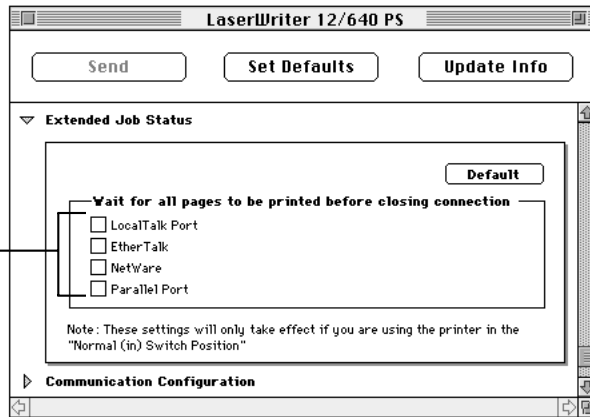 LaserWriter 12/640 PS
Send Set Defaults Update Info
Extended Job Status
Default
Wait for all pages to be printed before closing connection
LocalTalk Port
EtherTalk
NetWare
Parallel Port
Note: These settings will only take effect if you are using the printer in the
"Normal (in) Switch Position"
Communication Configuration